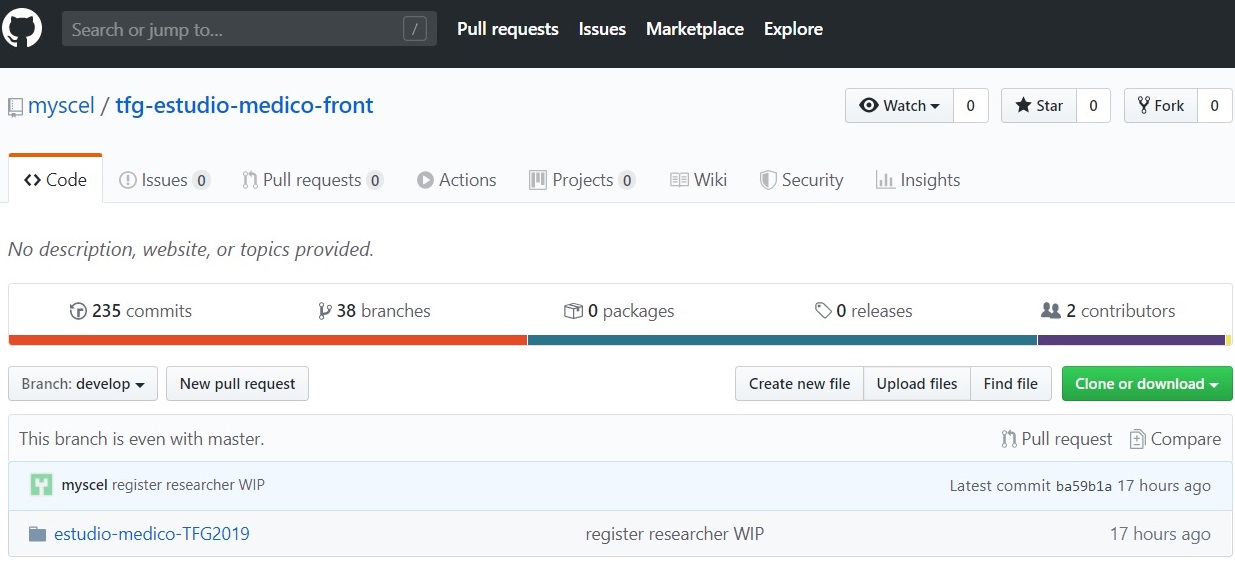 Search or jump to... / Pull requests Issues Marketplace Explore
myscel / tfg-estudio-medico-front Watch 0 Star 0 Fork 0
Code Issues 0 Pull requests 0 Actions Projects 0 Wiki Security Insights
No description, website, or topics provided.
235 commits 38 branches 0 packages 0 releases 2 contributors
Branch: develop New pull request Create new file Upload files Find file Clone or download
This branch is even with master. Pull request Compare
myscel register researcher WIP Latest commit ba59b1a 17 hours ago
estudio-medico-TFG2019 register researcher WIP 17 hours ago